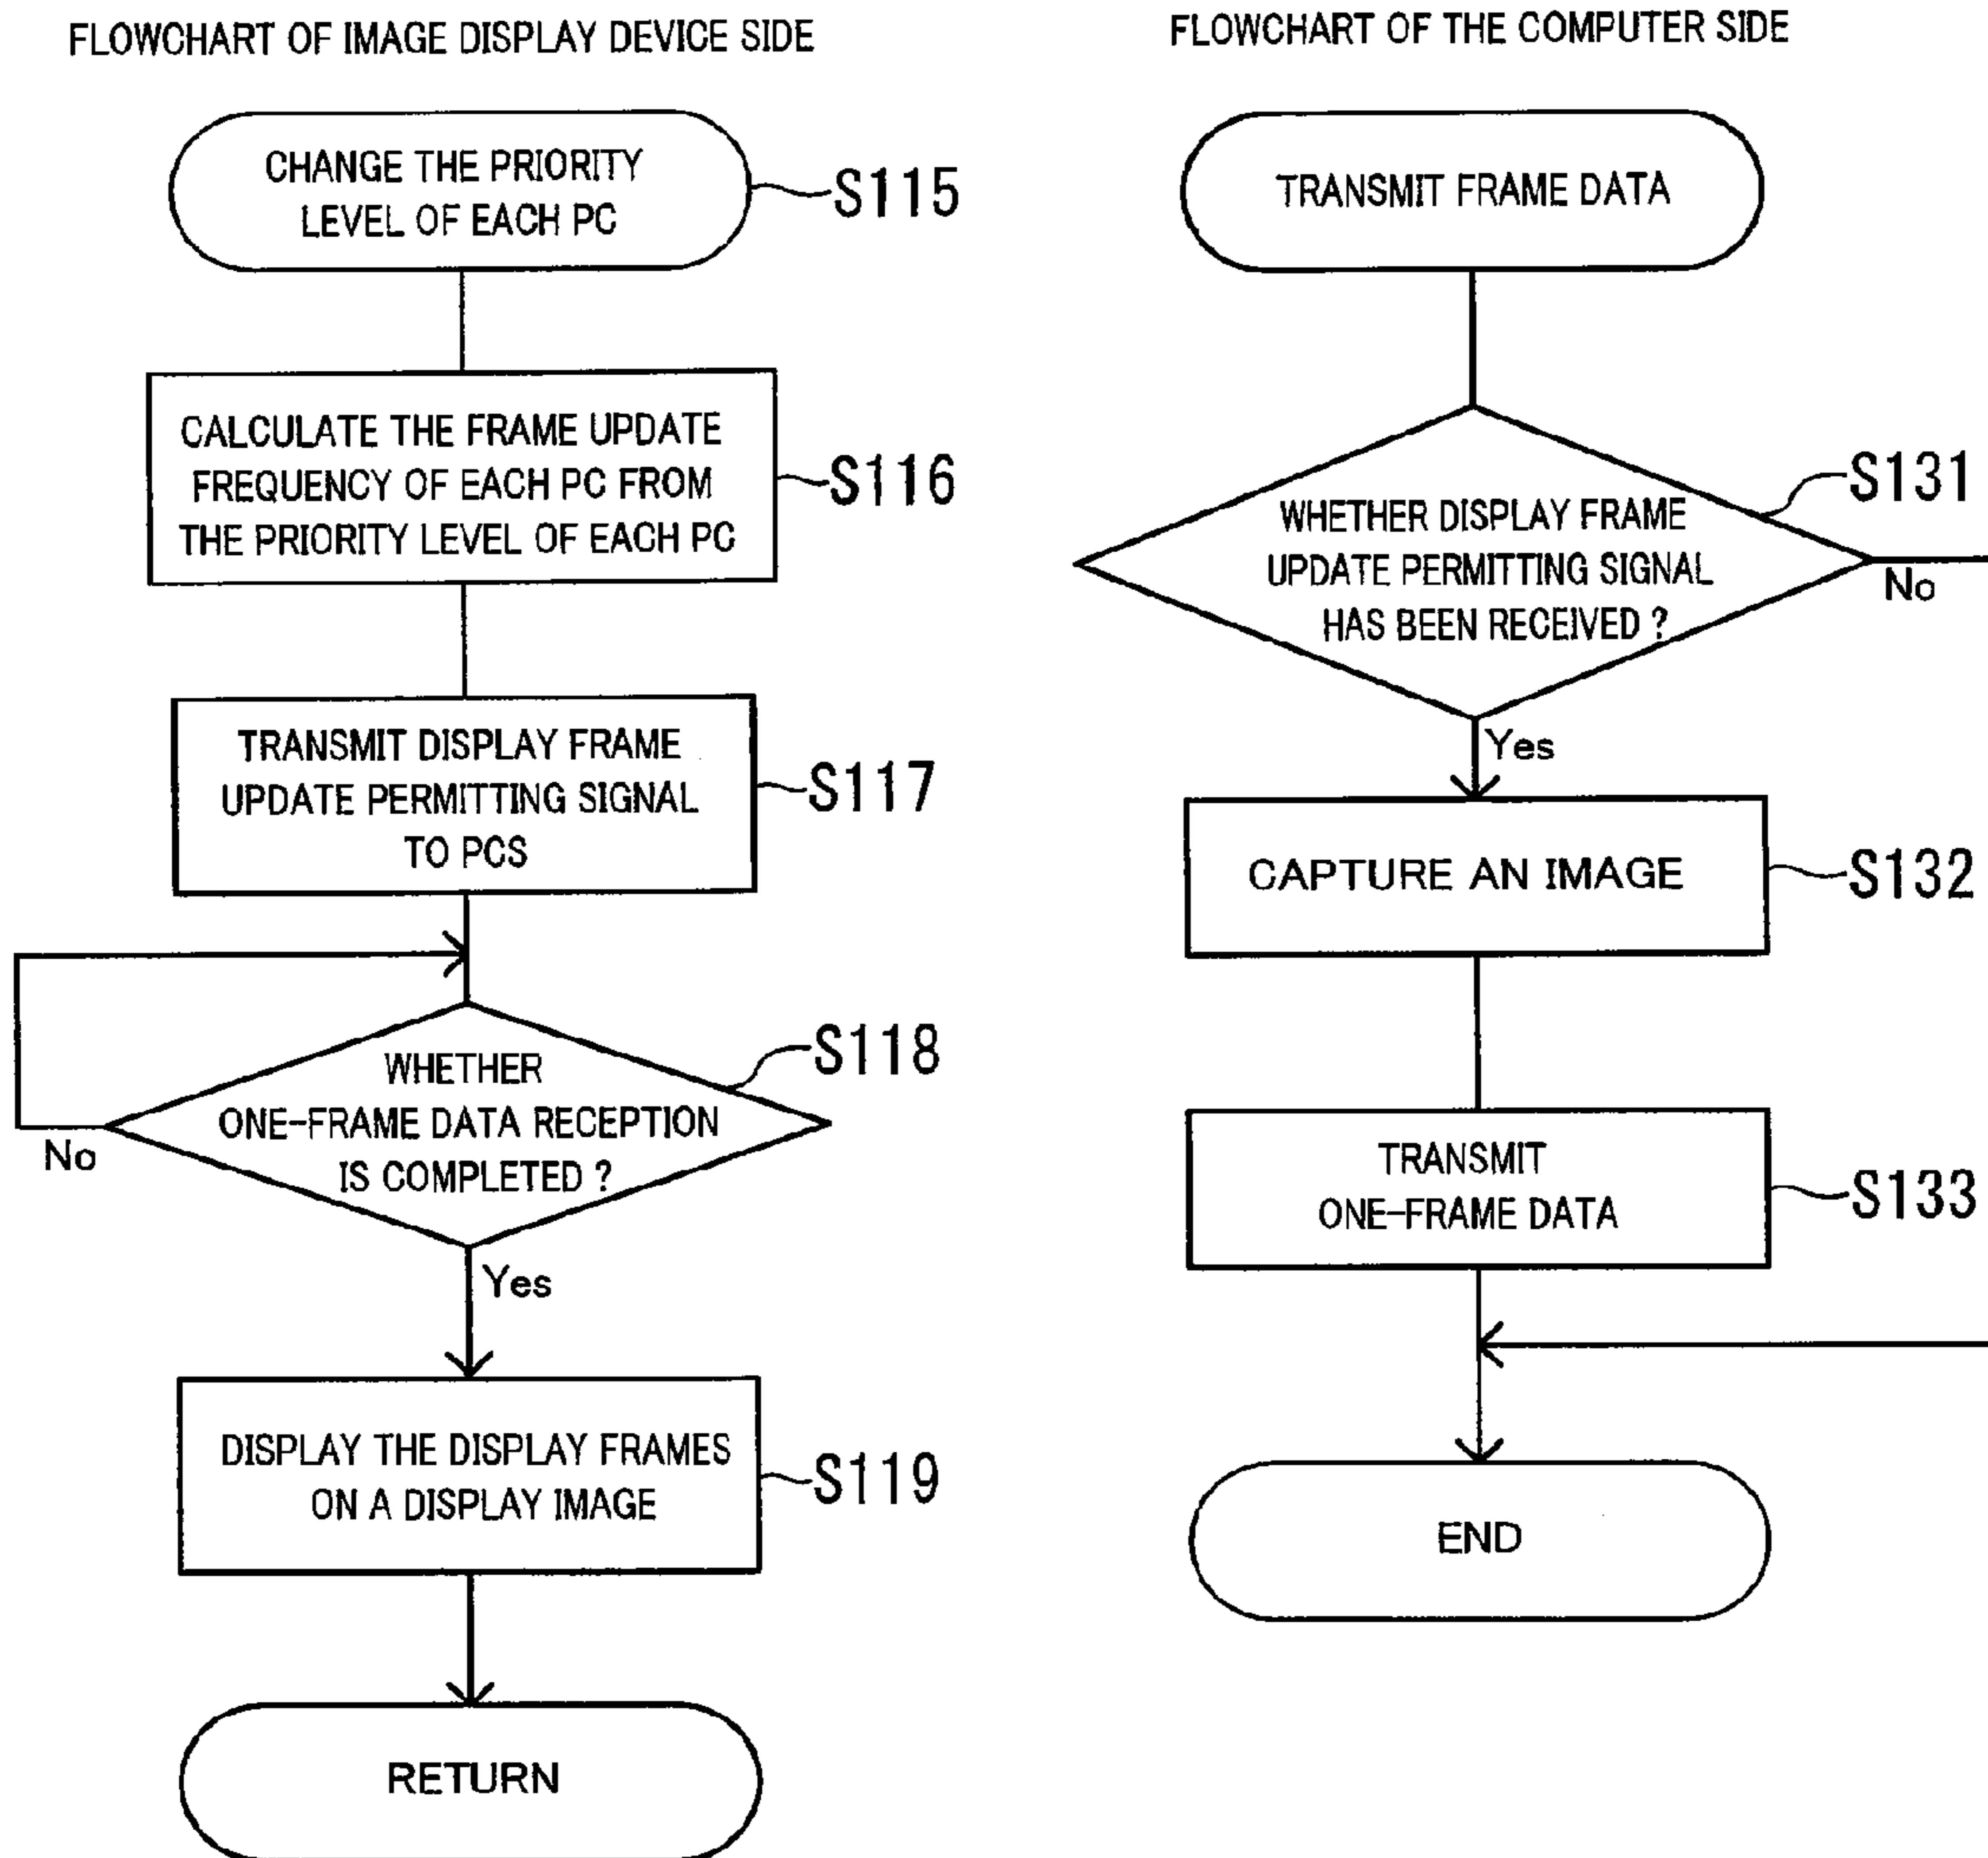 FLOWCHART OF IMAGE DISPLAY DEVICE SIDE
CHANGE THE PRIORITY
LEVEL OF EACH PC
S115
CALCULATE THE FRAME UPDATE
FREQUENCY OF EACH PC FROM
THE PRIORITY LEVEL OF EACH PC
S116
TRANSMIT DISPLAY FRAME
UPDATE PERMITTING SIGNAL
TO PCS
S117
WHETHER
ONE-FRAME DATA RECEPTION
IS COMPLETED ?
S118
No
Yes
DISPLAY THE DISPLAY FRAMES
ON A DISPLAY IMAGE
S119
RETURN
FLOWCHART OF THE COMPUTER SIDE
TRANSMIT FRAME DATA
WHETHER DISPLAY FRAME
UPDATE PERMITTING SIGNAL
HAS BEEN RECEIVED ?
S131
No
Yes
CAPTURE AN IMAGE
S132
TRANSMIT
ONE-FRAME DATA
S133
END